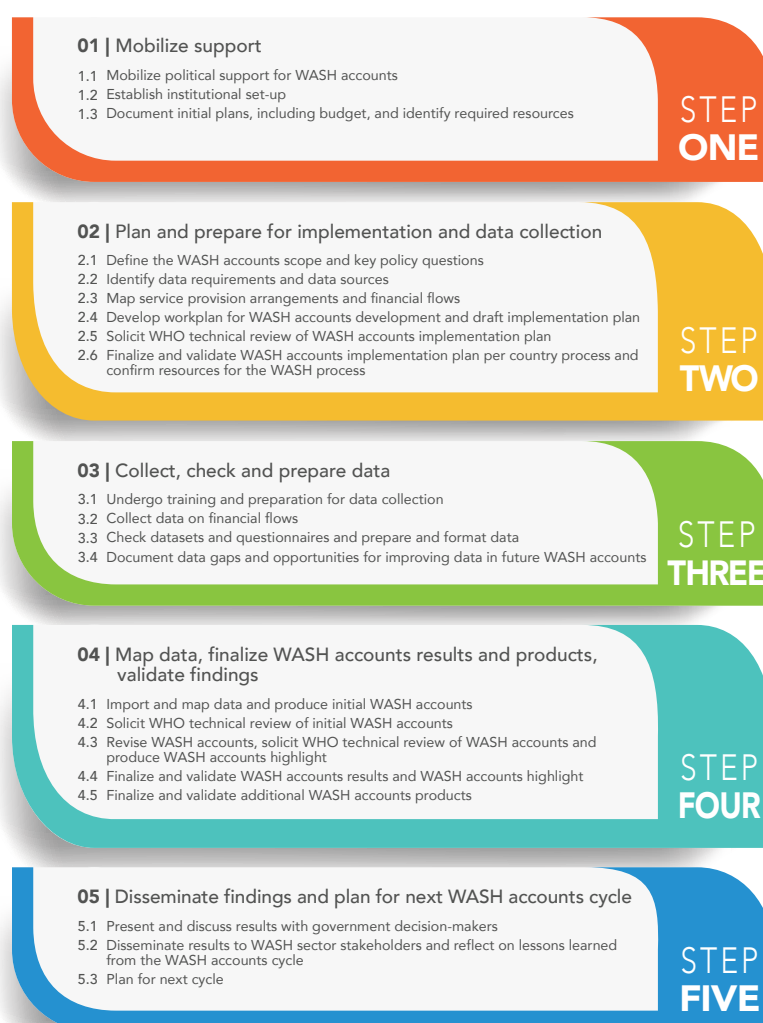 01 | Mobilize support
1.1 Mobilize political support for WASH accounts
1.2 Establish institutional set-up
1.3 Document initial plans, including budget, and identify required resources
STEP
ONE
02 | Plan and prepare for implementation and data collection
2.1 Define the WASH accounts scope and key policy questions
2.2 Identify data requirements and data sources
2.3 Map service provision arrangements and financial flows
2.4 Develop workplan for WASH accounts development and draft implementation plan
2.5 Solicit WHO technical review of WASH accounts implementation plan
2.6 Finalize and validate WASH accounts implementation plan per country process and
confirm resources for the WASH process
STEP
TWO
03 | Collect, check and prepare data
3.1 Undergo training and preparation for data collection
3.2 Collect data on financial flows
3.3 Check datasets and questionnaires and prepare and format data
3.4 Document data gaps and opportunities for improving data in future WASH accounts
STEP
THREE
04 | Map data, finalize WASH accounts results and products,
validate findings
4.1 Import and map data and produce initial WASH accounts
4.2 Solicit WHO technical review of initial WASH accounts
4.3 Revise WASH accounts, solicit WHO technical review of WASH accounts and
produce WASH accounts highlight
4.4 Finalize and validate WASH accounts results and WASH accounts highlight
4.5 Finalize and validate additional WASH accounts products
STEP
FOUR
05 | Disseminate findings and plan for next WASH accounts cycle
5.1 Present and discuss results with government decision-makers
5.2 Disseminate results to WASH sector stakeholders and reflect on lessons learned
from the WASH accounts cycle
5.3 Plan for next cycle
STEP
FIVE